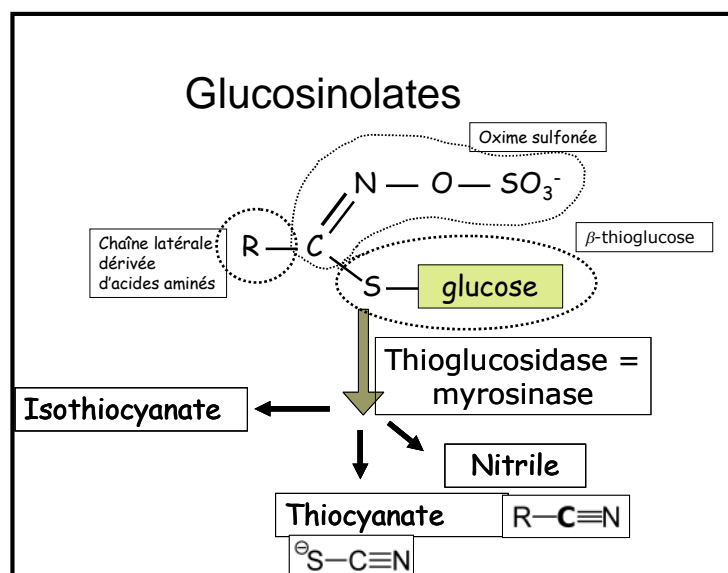 Glucosinolates
Oxime sulfonée
N — O — SO₃⁻
Chaîne latérale
dérivée
d'acides aminés
R — C
β-thioglucose
S — glucose
Thioglucosidase =
myrosinase
Isothiocyanate
Nitrile
Thiocyanate
R—C≡N
⊖S—C≡N